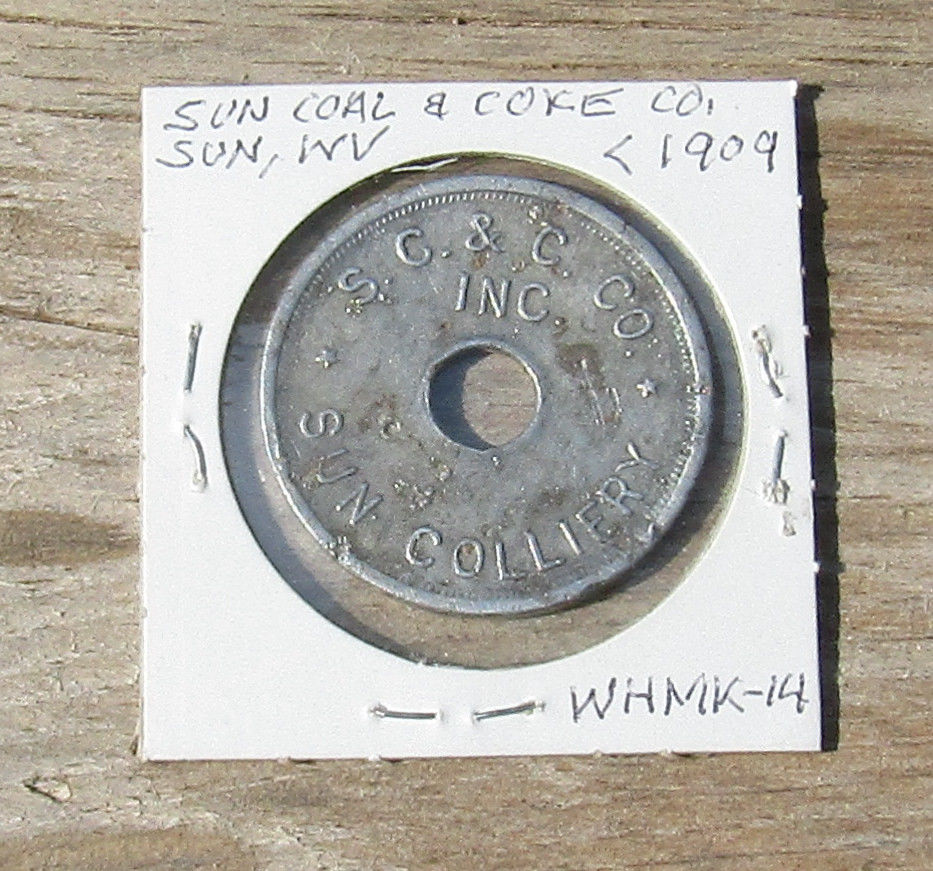 SUN COAL & COKE CO.
SUN, WV < 1909
S. C. & C. CO.
INC.
SUN COLLIERY
WHMK-14